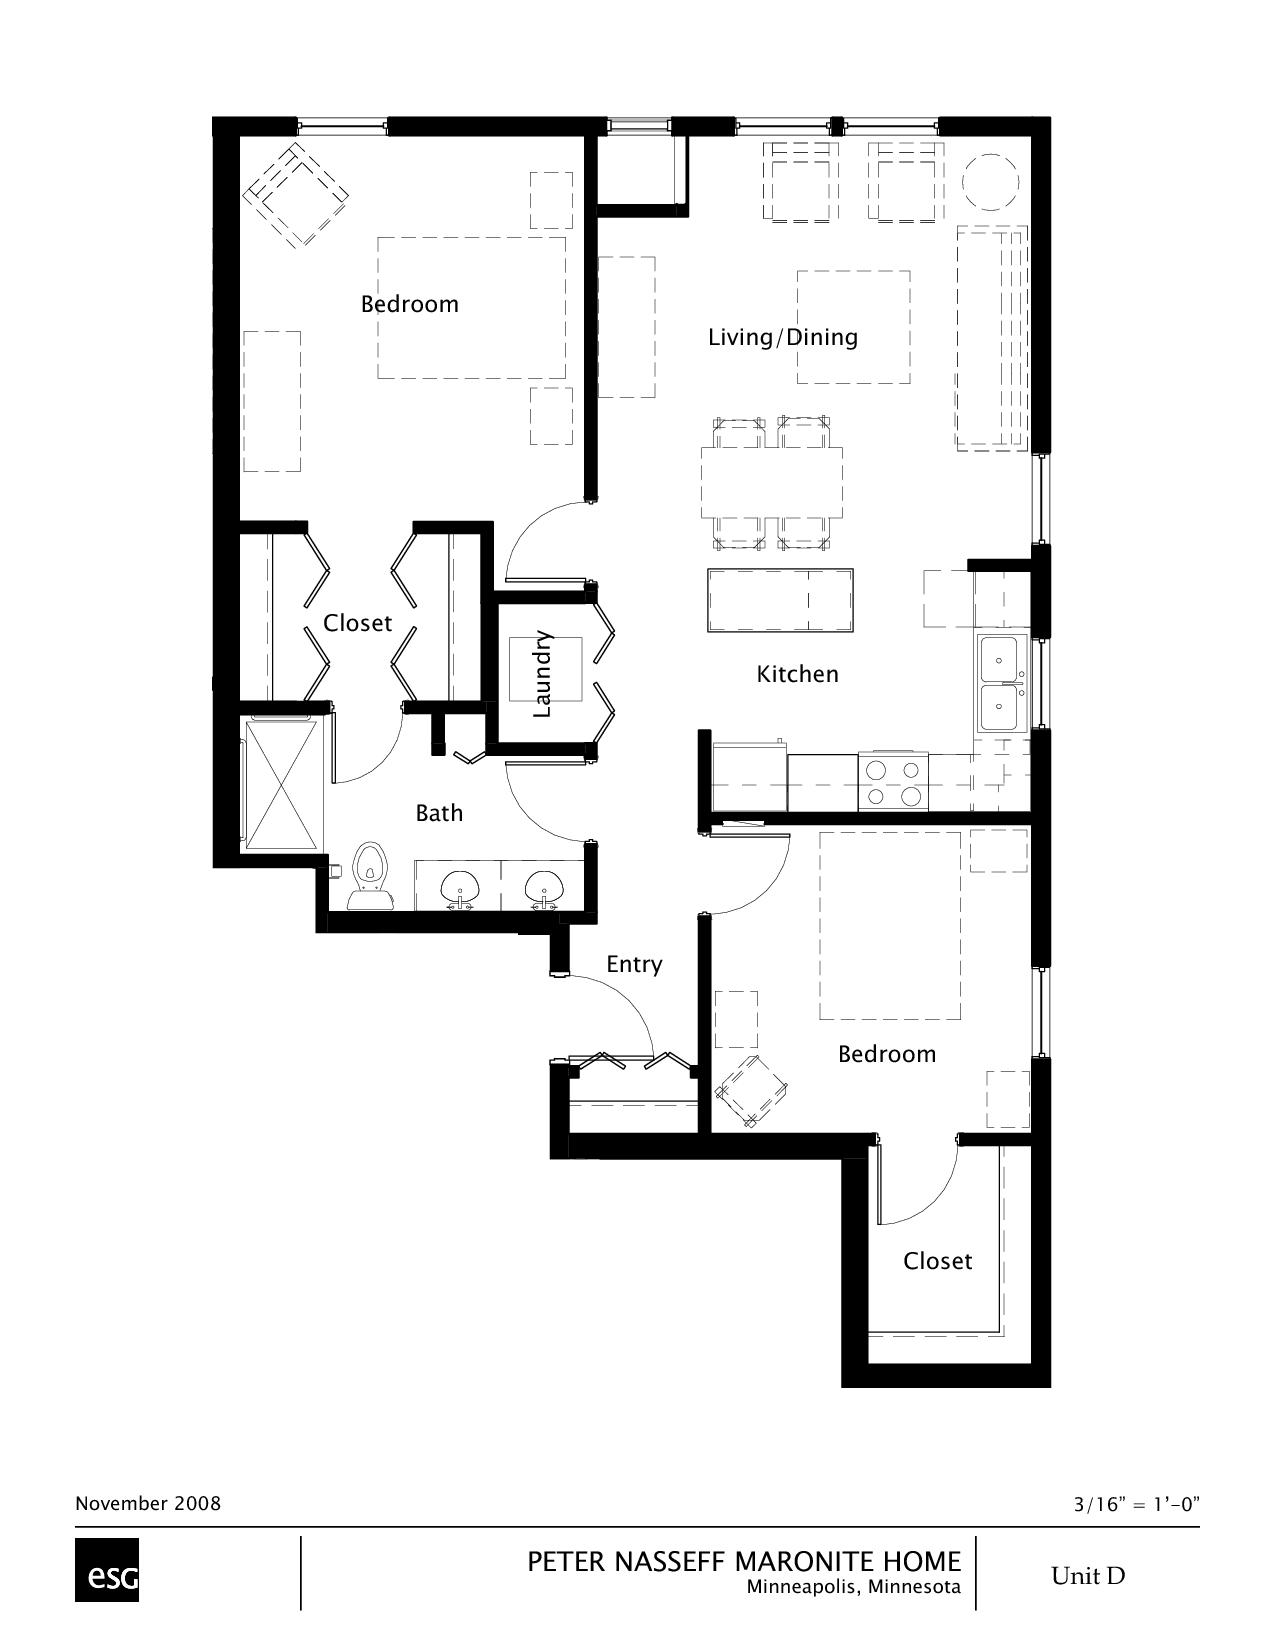 Bedroom
Living/Dining
Closet
Laundry
Kitchen
Bath
Entry
Bedroom
Closet
November 2008
3/16” = 1’-0”
esG
PETER NASSEFF MARONITE HOME
Minneapolis, Minnesota
Unit D